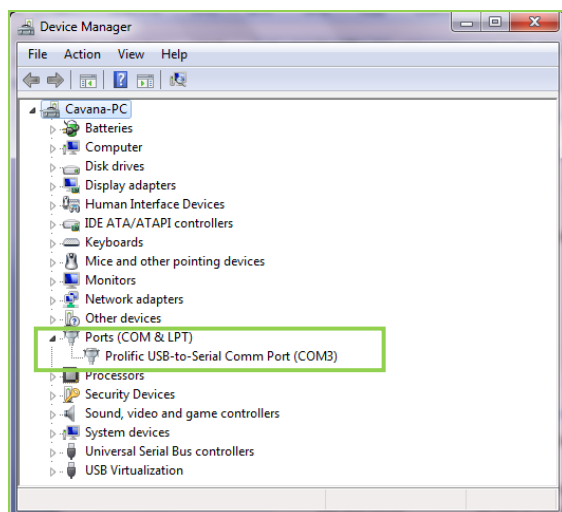 Device Manager
File Action View Help
Cavana-PC
Batteries
Computer
Disk drives
Display adapters
Human Interface Devices
IDE ATA/ATAPI controllers
Keyboards
Mice and other pointing devices
Monitors
Network adapters
Other devices
Ports (COM & LPT)
Prolific USB-to-Serial Comm Port (COM3)
Processors
Security Devices
Sound, video and game controllers
System devices
Universal Serial Bus controllers
USB Virtualization